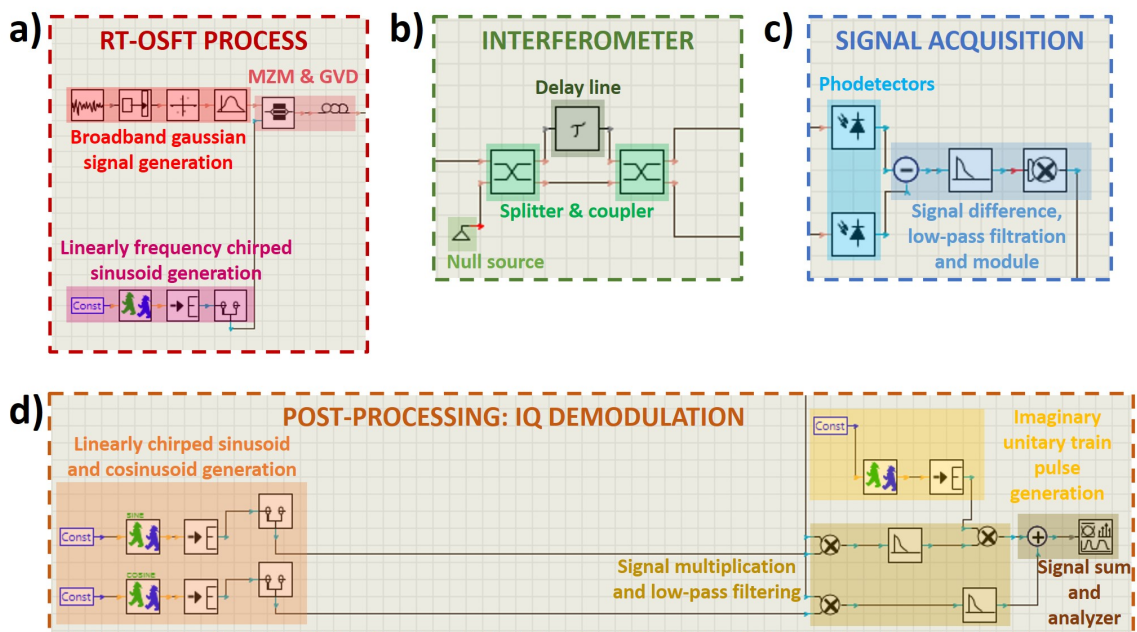 a)
RT-OSFT PROCESS
MZM & GVD
Broadband gaussian
signal generation
Linearly frequency chirped
sinusoid generation
Const
b)
INTERFEROMETER
Delay line
τ
Splitter & coupler
Null source
c)
SIGNAL ACQUISITION
Phodetectors
Signal difference,
low-pass filtration
and module
d)
POST-PROCESSING: IQ DEMODULATION
Linearly chirped sinusoid
and cosinusoid generation
SINE
Const
COSINE
Const
Const
Imaginary
unitary train
pulse
generation
Signal multiplication
and low-pass filtering
Signal sum
and
analyzer